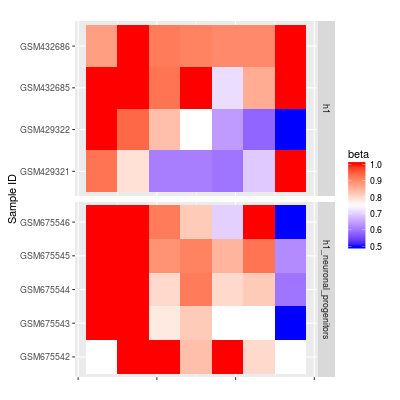 GSM432686
GSM432685
GSM429322
GSM429321
h1
GSM675546
GSM675545
GSM675544
GSM675543
GSM675542
h1_neuronal_progenitors
Sample ID
beta
1.0
0.9
0.8
0.7
0.6
0.5